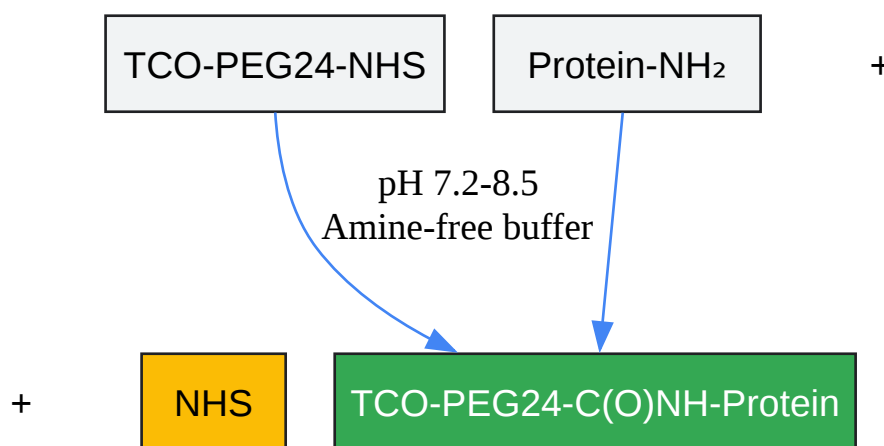 TCO-PEG24-NHS
Protein-NH₂
+
pH 7.2-8.5
Amine-free buffer
+
NHS
TCO-PEG24-C(O)NH-Protein